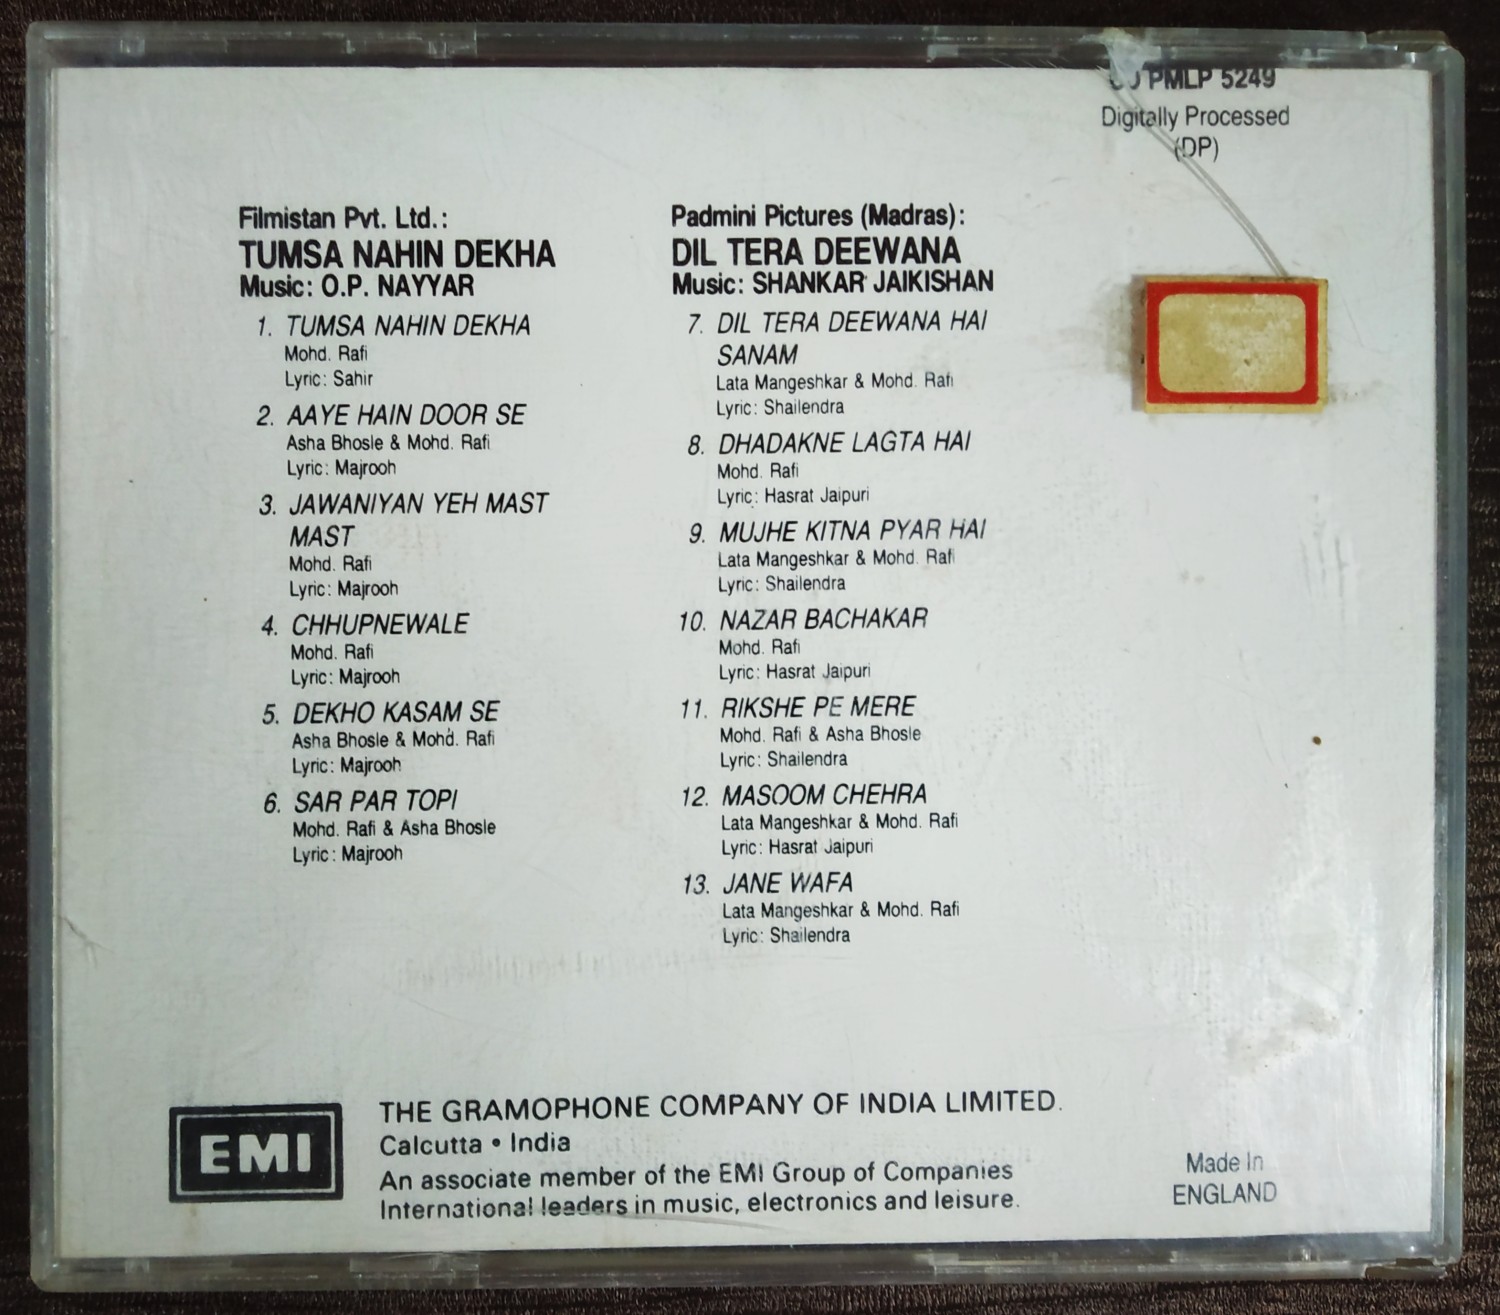 CD PMLP 5249
Digitally Processed
(DP)
Filmistan Pvt. Ltd.:
TUMSA NAHIN DEKHA
Music: O.P. NAYYAR
1. TUMSA NAHIN DEKHA
Mohd. Rafi
Lyric: Sahir
2. AAYE HAIN DOOR SE
Asha Bhosle & Mohd. Rafi
Lyric: Majrooh
3. JAWANIYAN YEH MAST
MAST
Mohd. Rafi
Lyric: Majrooh
4. CHHUPNEWALE
Mohd. Rafi
Lyric: Majrooh
5. DEKHO KASAM SE
Asha Bhosle & Mohd. Rafi
Lyric: Majrooh
6. SAR PAR TOPI
Mohd. Rafi & Asha Bhosle
Lyric: Majrooh
Padmini Pictures (Madras):
DIL TERA DEEWANA
Music: SHANKAR JAIKISHAN
7. DIL TERA DEEWANA HAI
SANAM
Lata Mangeshkar & Mohd. Rafi
Lyric: Shailendra
8. DHADAKNE LAGTA HAI
Mohd. Rafi
Lyric: Hasrat Jaipuri
9. MUJHE KITNA PYAR HAI
Lata Mangeshkar & Mohd. Rafi
Lyric: Shailendra
10. NAZAR BACHAKAR
Mohd. Rafi
Lyric: Hasrat Jaipuri
11. RIKSHE PE MERE
Mohd. Rafi & Asha Bhosle
Lyric: Shailendra
12. MASOOM CHEHRA
Lata Mangeshkar & Mohd. Rafi
Lyric: Hasrat Jaipuri
13. JANE WAFA
Lata Mangeshkar & Mohd. Rafi
Lyric: Shailendra
EMI
THE GRAMOPHONE COMPANY OF INDIA LIMITED.
Calcutta • India
An associate member of the EMI Group of Companies
International leaders in music, electronics and leisure.
Made In
ENGLAND